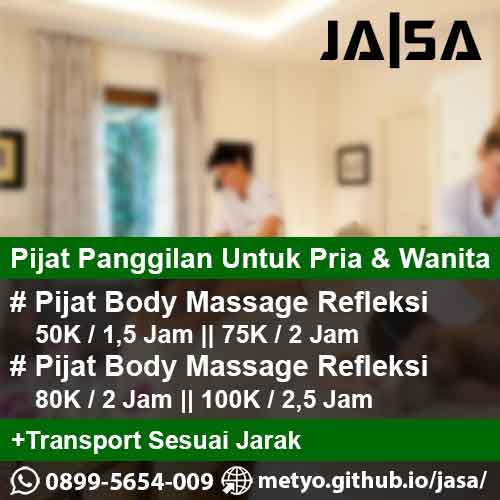 JA|SA
Pijat Panggilan Untuk Pria & Wanita
# Pijat Body Massage Refleksi
50K / 1,5 Jam || 75K / 2 Jam
# Pijat Body Massage Refleksi
80K / 2 Jam || 100K / 2,5 Jam
+Transport Sesuai Jarak
0899-5654-009 metyo.github.io/jasa/